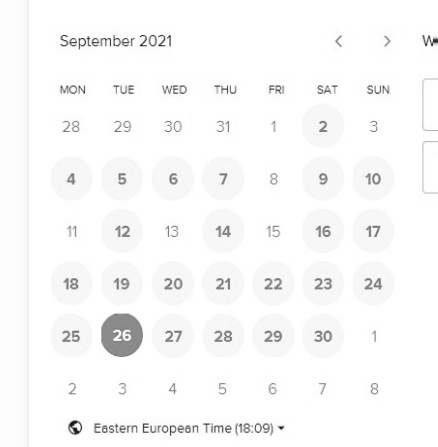 September 2021
MON TUE WED THU FRI SAT SUN
28 29 30 31 1 2 3
4 5 6 7 8 9 10
11 12 13 14 15 16 17
18 19 20 21 22 23 24
25 26 27 28 29 30 1
2 3 4 5 6 7 8
Eastern European Time (18:09)